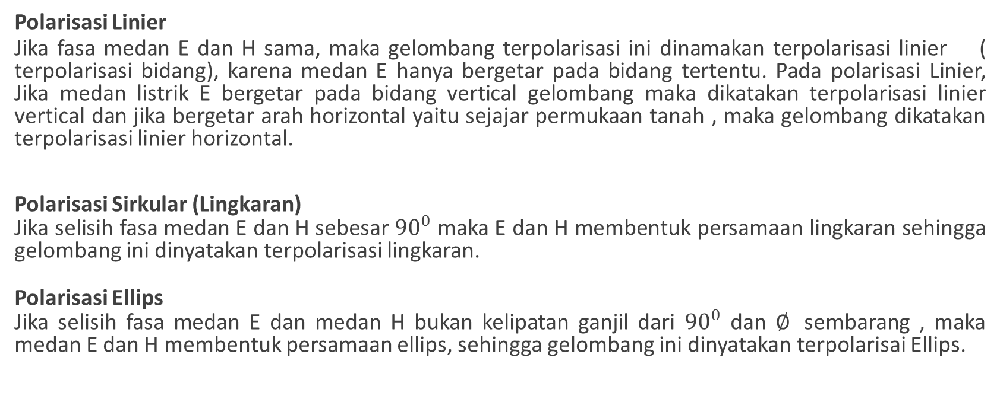 Polarisasi Linier
Jika fasa medan E dan H sama, maka gelombang terpolarisasi ini dinamakan terpolarisasi linier (
terpolarisasi bidang), karena medan E hanya bergetar pada bidang tertentu. Pada polarisasi Linier,
Jika medan listrik E bergetar pada bidang vertical gelombang maka dikatakan terpolarisasi linier
vertical dan jika bergetar arah horizontal yaitu sejajar permukaan tanah , maka gelombang dikatakan
terpolarisasi linier horizontal.
Polarisasi Sirkular (Lingkaran)
Jika selisih fasa medan E dan H sebesar 90⁰ maka E dan H membentuk persamaan lingkaran sehingga
gelombang ini dinyatakan terpolarisasi lingkaran.
Polarisasi Ellips
Jika selisih fasa medan E dan medan H bukan kelipatan ganjil dari 90⁰ dan Ø sembarang , maka
medan E dan H membentuk persamaan ellips, sehingga gelombang ini dinyatakan terpolarisai Ellips.